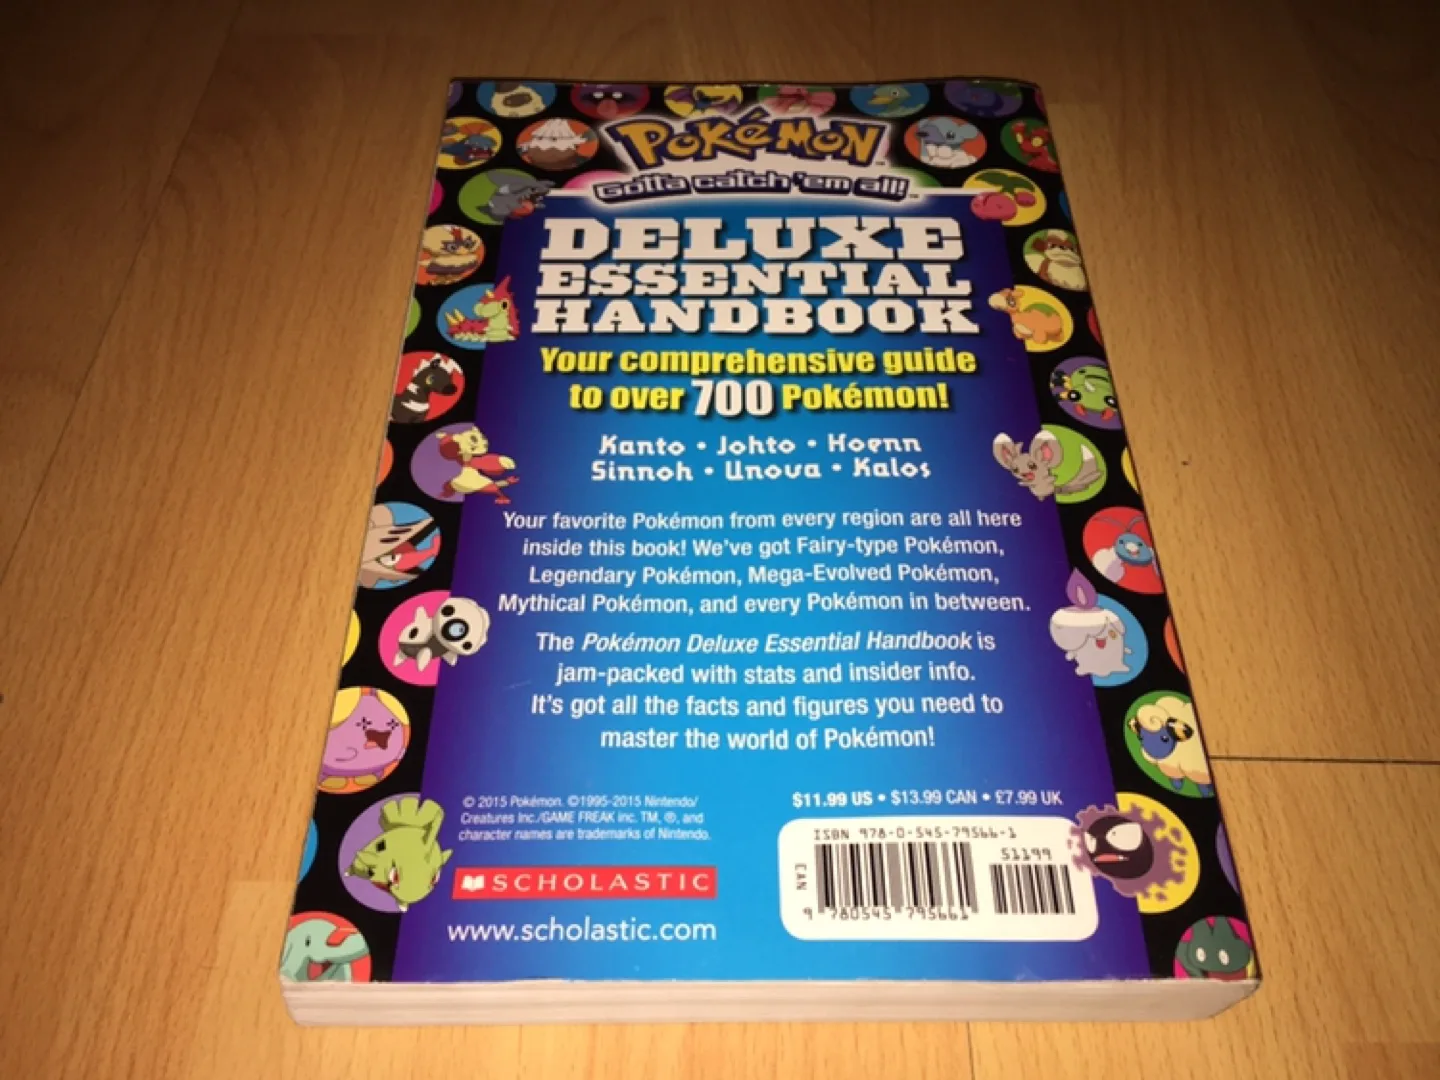 POKéMON™
Gotta catch 'em all!™
DELUXE
ESSENTIAL
HANDBOOK
Your comprehensive guide
to over 700 Pokémon!
Kanto • Johto • Hoenn
Sinnoh • Unova • Kalos
Your favorite Pokémon from every region are all here
inside this book! We've got Fairy-type Pokémon,
Legendary Pokémon, Mega-Evolved Pokémon,
Mythical Pokémon, and every Pokémon in between.
The Pokémon Deluxe Essential Handbook is
jam-packed with stats and insider info.
It's got all the facts and figures you need to
master the world of Pokémon!
© 2015 Pokémon. ©1995-2015 Nintendo/
Creatures Inc./GAME FREAK inc. TM, ®, and
character names are trademarks of Nintendo.
SCHOLASTIC
www.scholastic.com
$11.99 US • $13.99 CAN • £7.99 UK
ISBN 978-0-545-79566-1
51199
EAN
9 780545 795661